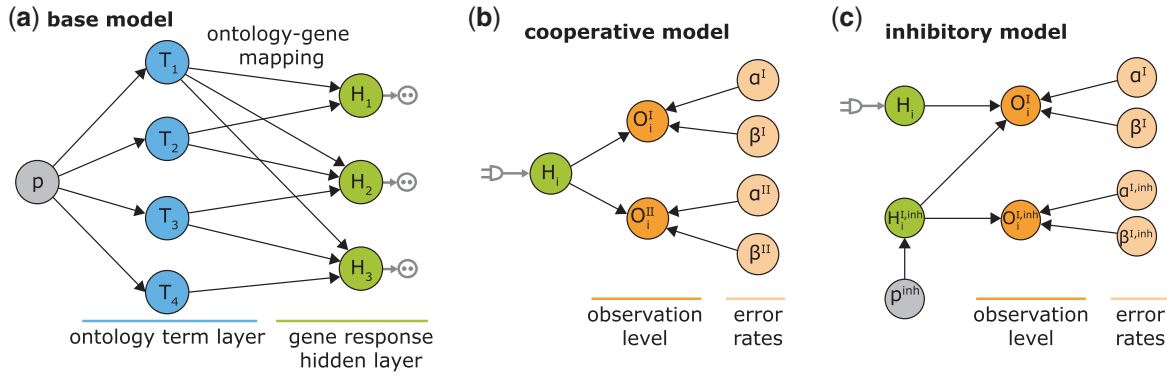 (a) base model
ontology-gene
mapping
p
T1
T2
T3
T4
H1
H2
H3
ontology term layer
gene response
hidden layer
(b)
cooperative model
Hi
OiI
OiII
αI
βI
αII
βII
observation
level
error
rates
(c)
inhibitory model
Hi
OiI
αI
βI
HiI,inh
OiI,inh
αI,inh
βI,inh
pinh
observation
level
error
rates